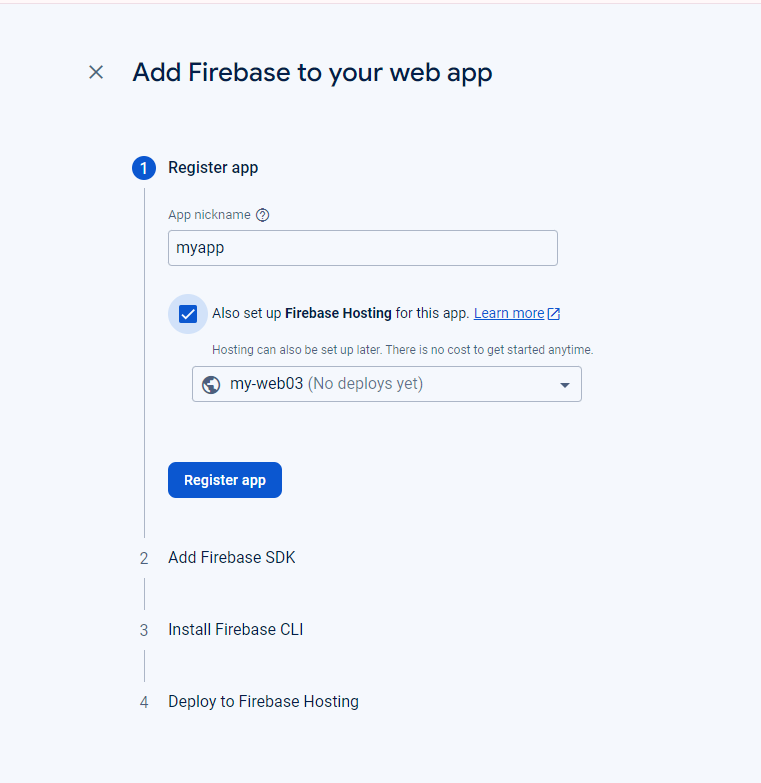 Add Firebase to your web app
1 Register app
App nickname
myapp
Also set up Firebase Hosting for this app. Learn more
Hosting can also be set up later. There is no cost to get started anytime.
my-web03 (No deploys yet)
Register app
2 Add Firebase SDK
3 Install Firebase CLI
4 Deploy to Firebase Hosting